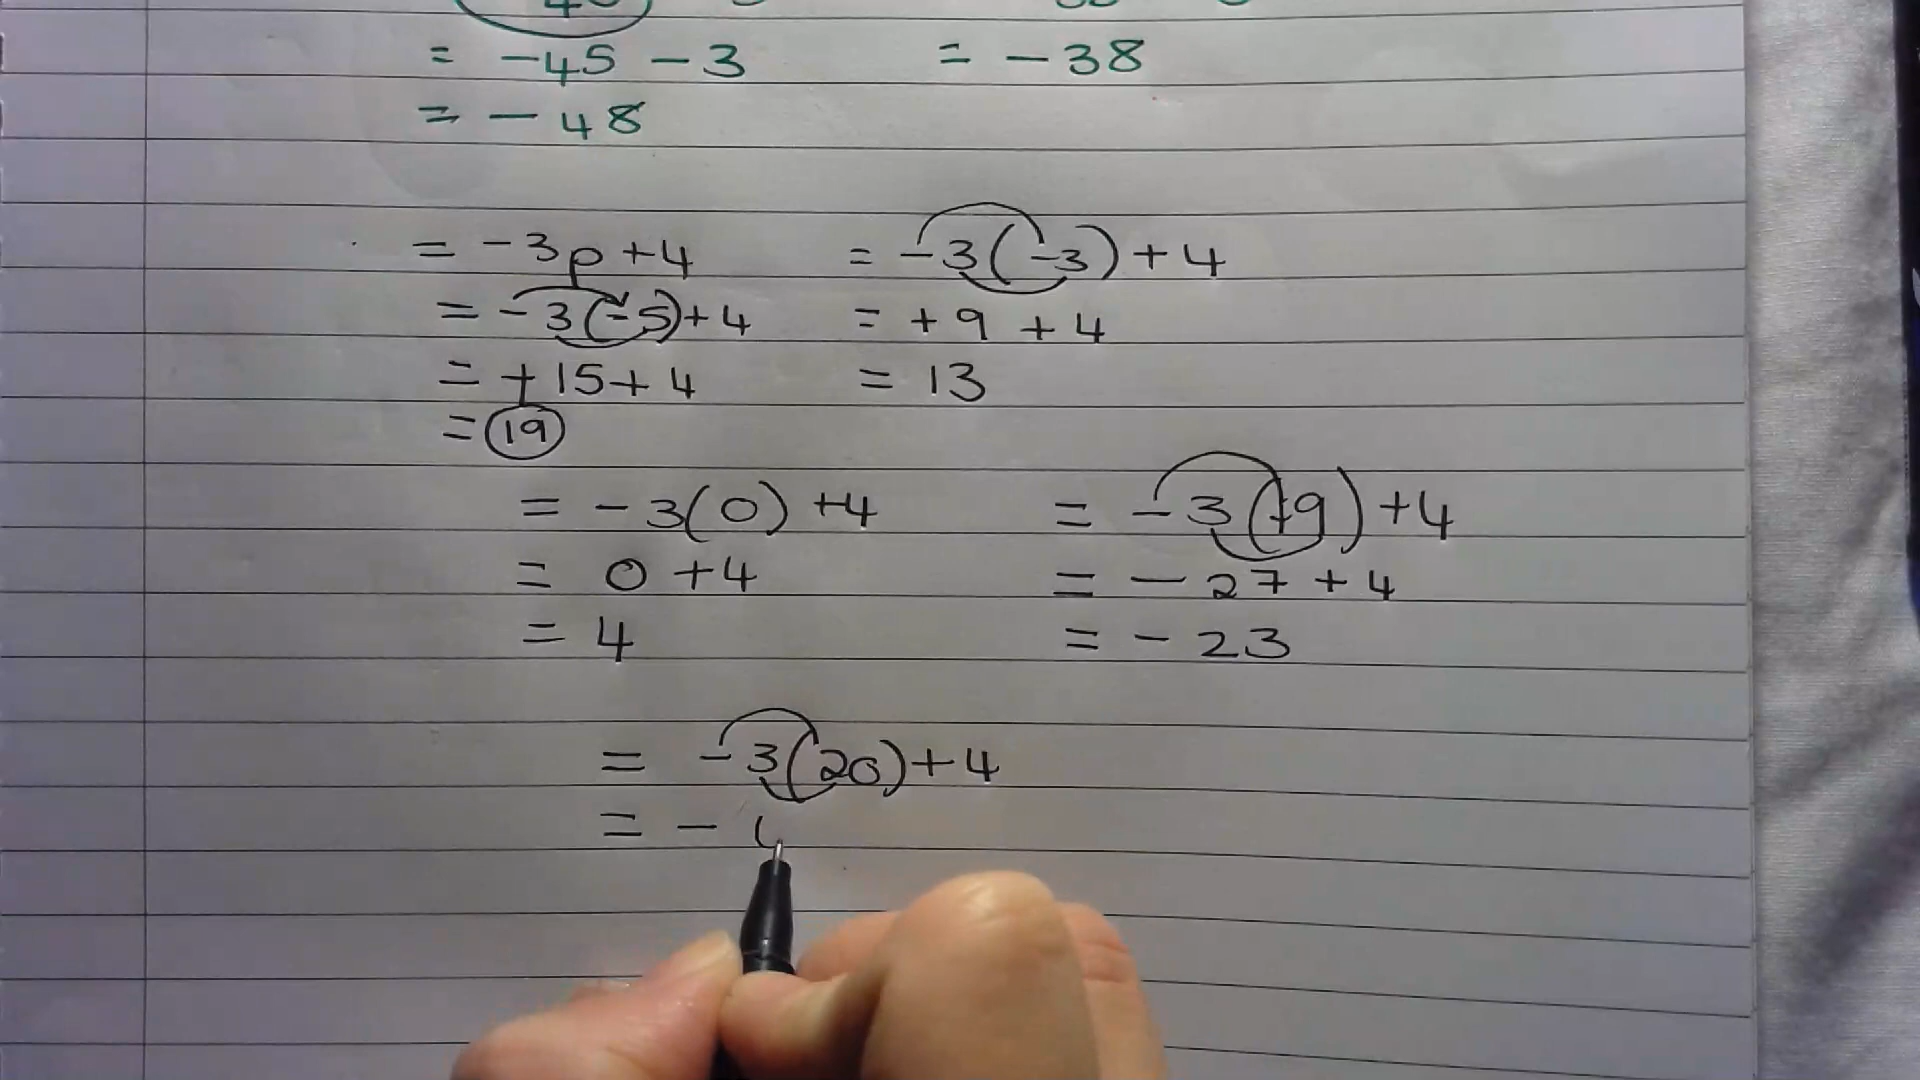 = -45 - 3
= -48
= -38
= -3p + 4
= -3(-5) + 4
= +15 + 4
= 19
= -3(-3) + 4
= +9 + 4
= 13
= -3(0) + 4
= 0 + 4
= 4
= -3(+9) + 4
= -27 + 4
= -23
= -3(20) + 4
= -